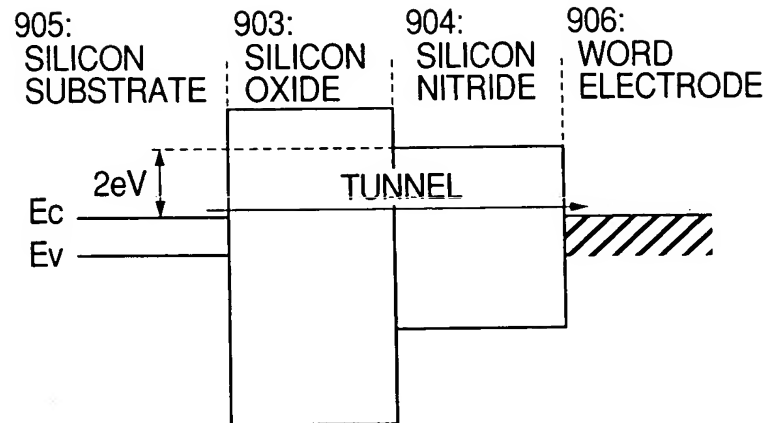 905:
SILICON
SUBSTRATE
903:
SILICON
OXIDE
904:
SILICON
NITRIDE
906:
WORD
ELECTRODE
2eV
TUNNEL
Ec
Ev